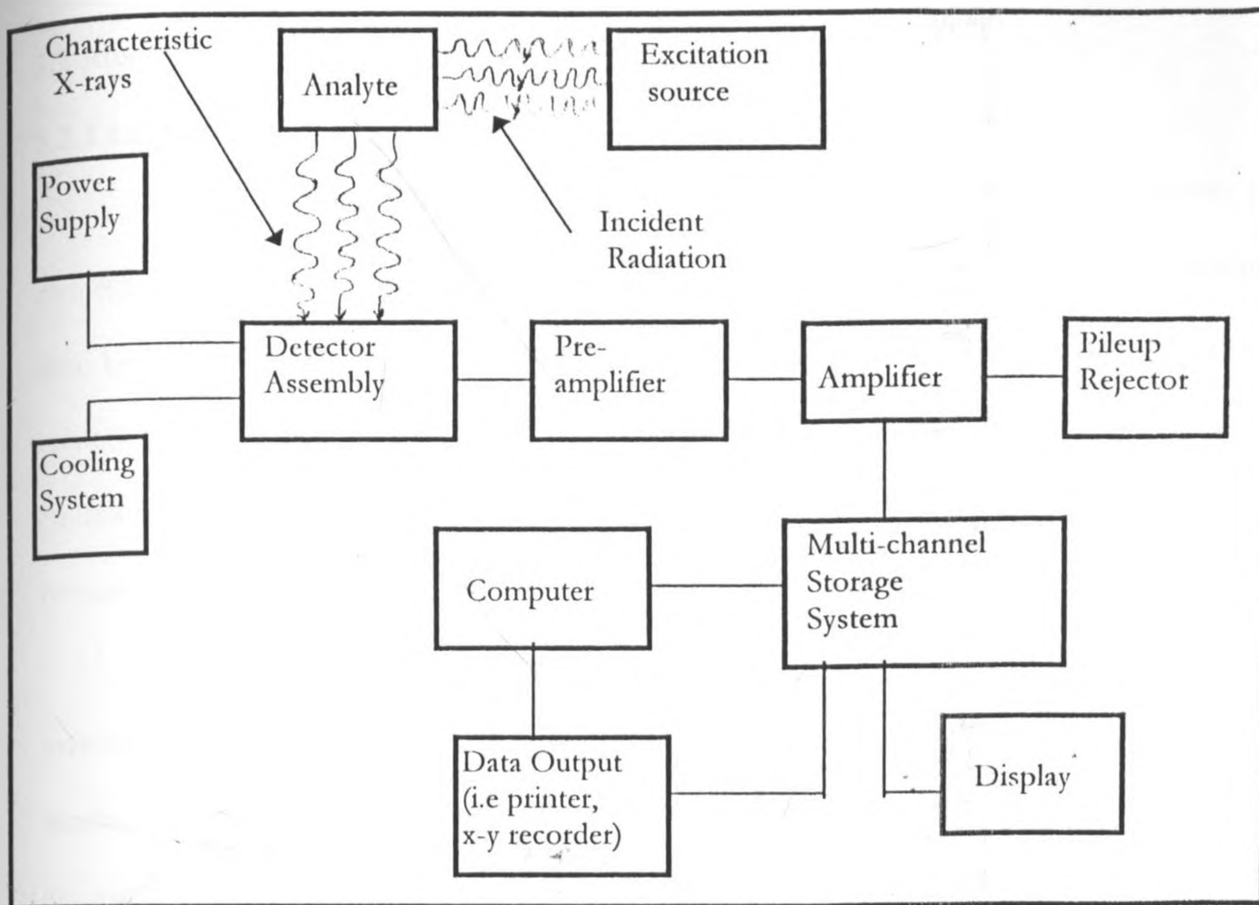 Characteristic
X-rays
Analyte
Excitation
source
Power
Supply
Incident
Radiation
Detector
Assembly
Pre-
amplifier
Amplifier
Pileup
Rejector
Cooling
System
Computer
Multi-channel
Storage
System
Data Output
(i.e printer,
x-y recorder)
Display